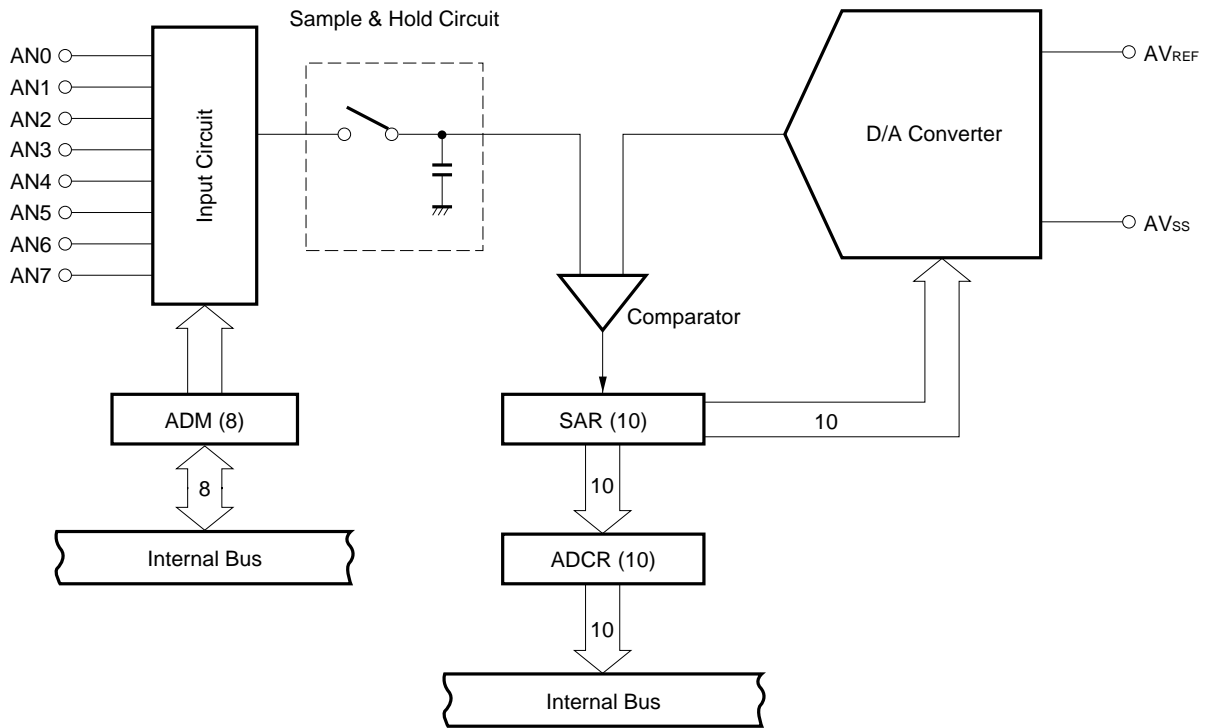 Sample & Hold Circuit
AN0
AN1
AN2
AN3
AN4
AN5
AN6
AN7
Input Circuit
D/A Converter
AVREF
AVSS
Comparator
ADM (8)
SAR (10)
10
8
10
Internal Bus
ADCR (10)
10
Internal Bus